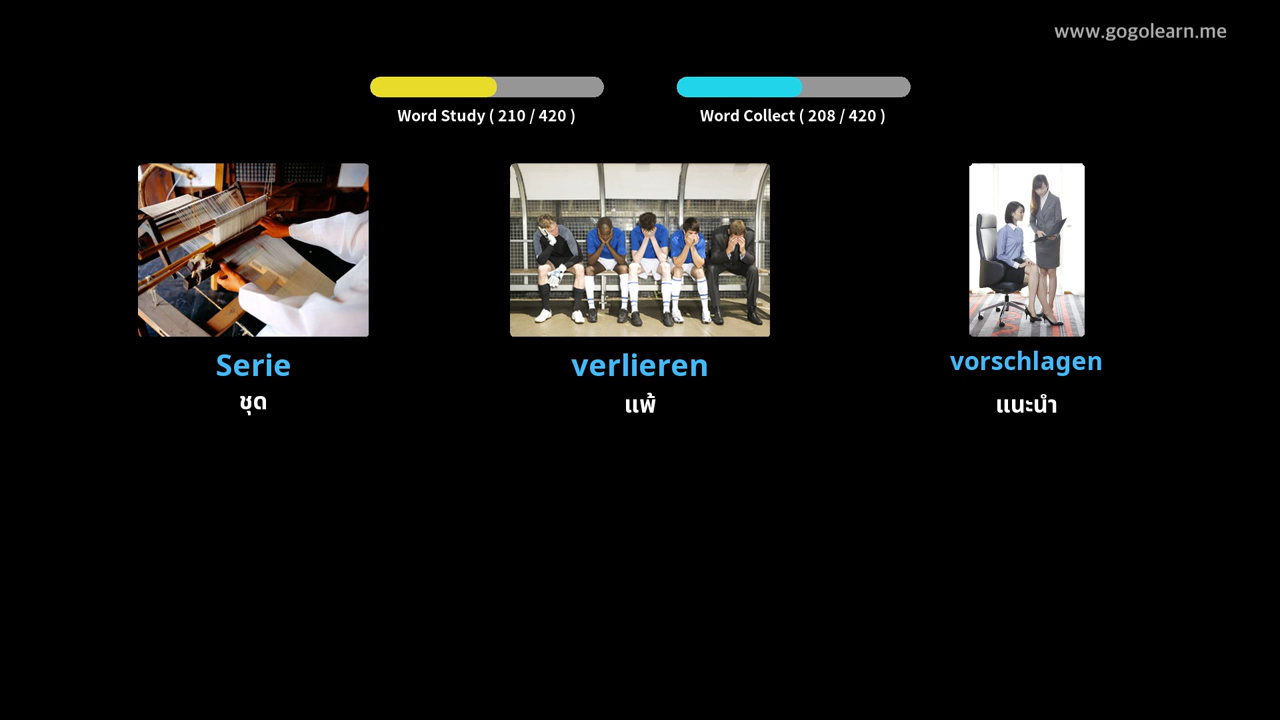 www.gogolearn.me
Word Study ( 210 / 420 )
Word Collect ( 208 / 420 )
Serie
ชุด
verlieren
แพ้
vorschlagen
แนะนำ